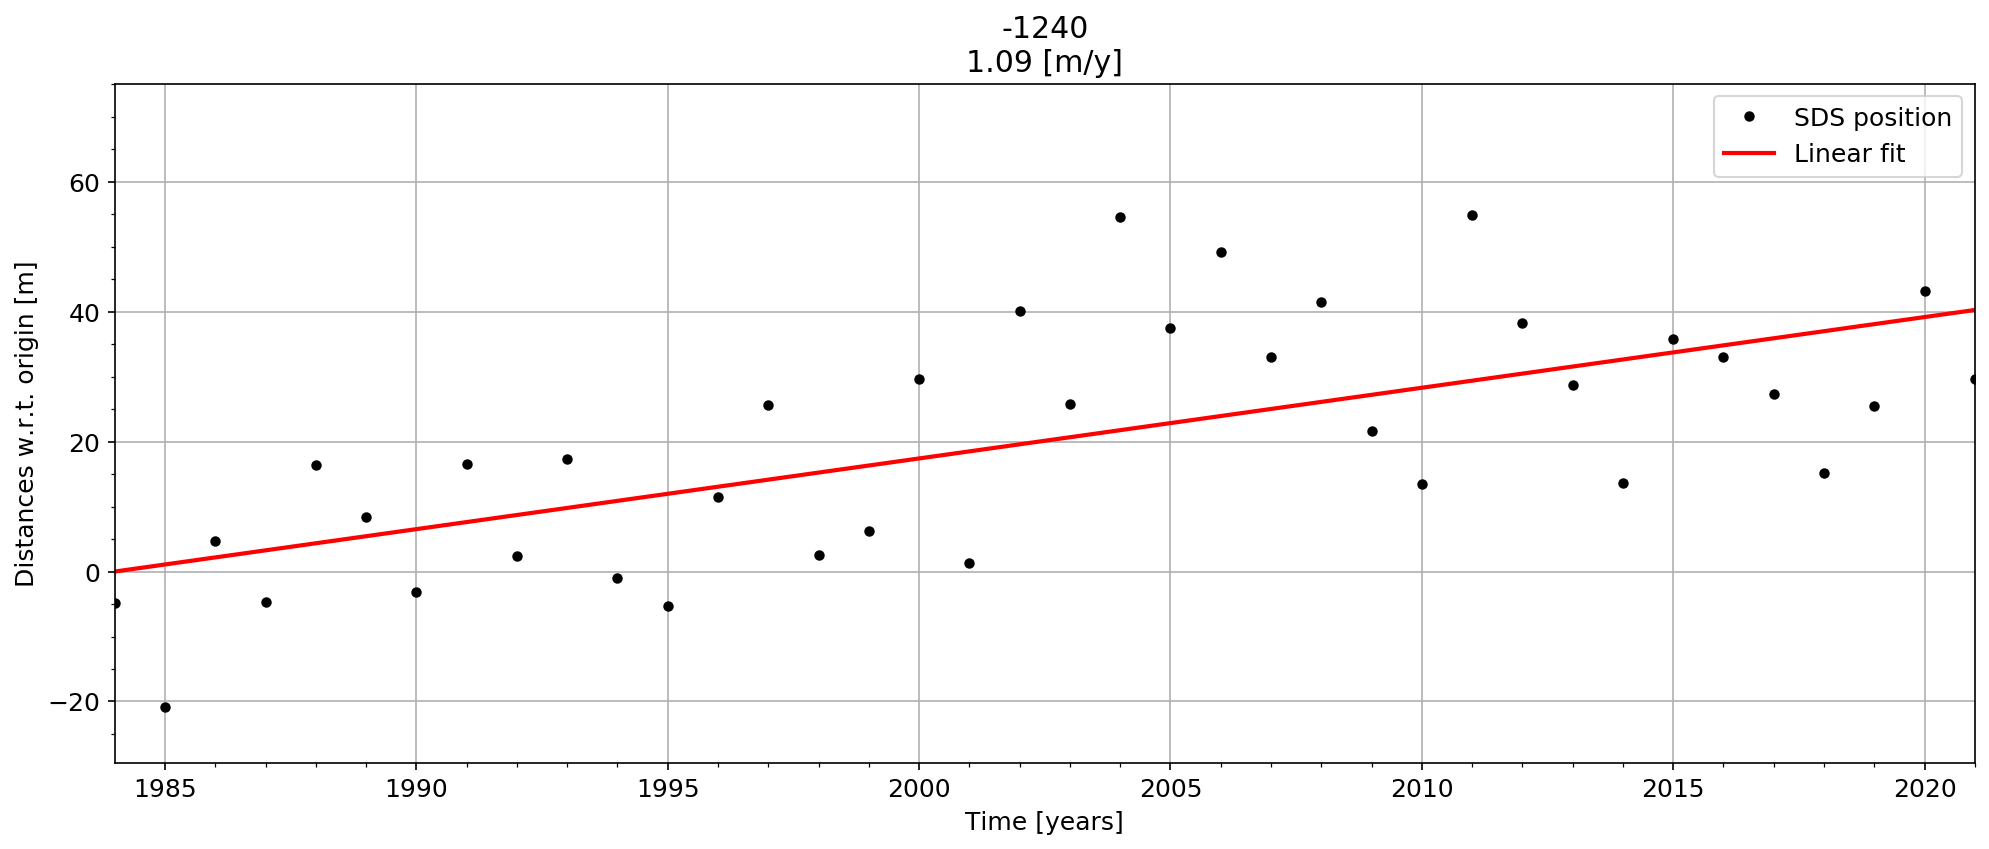 -1240
1.09 [m/y]
SDS position
Linear fit
Distances w.r.t. origin [m]
60
40
20
0
−20
1985 1990 1995 2000 2005 2010 2015 2020
Time [years]